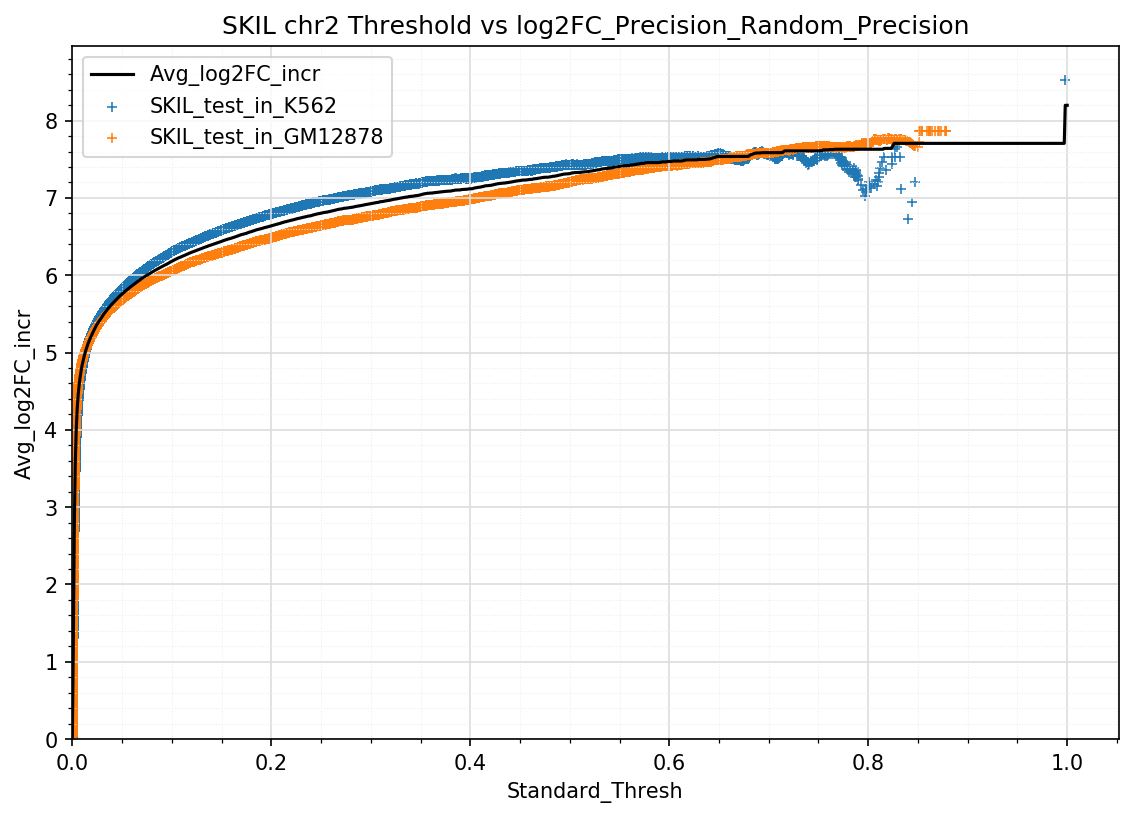 SKIL chr2 Threshold vs log2FC_Precision_Random_Precision
Avg_log2FC_incr
SKIL_test_in_K562
SKIL_test_in_GM12878
Avg_log2FC_incr
8
7
6
5
4
3
2
1
0
0.0 0.2 0.4 0.6 0.8 1.0
Standard_Thresh